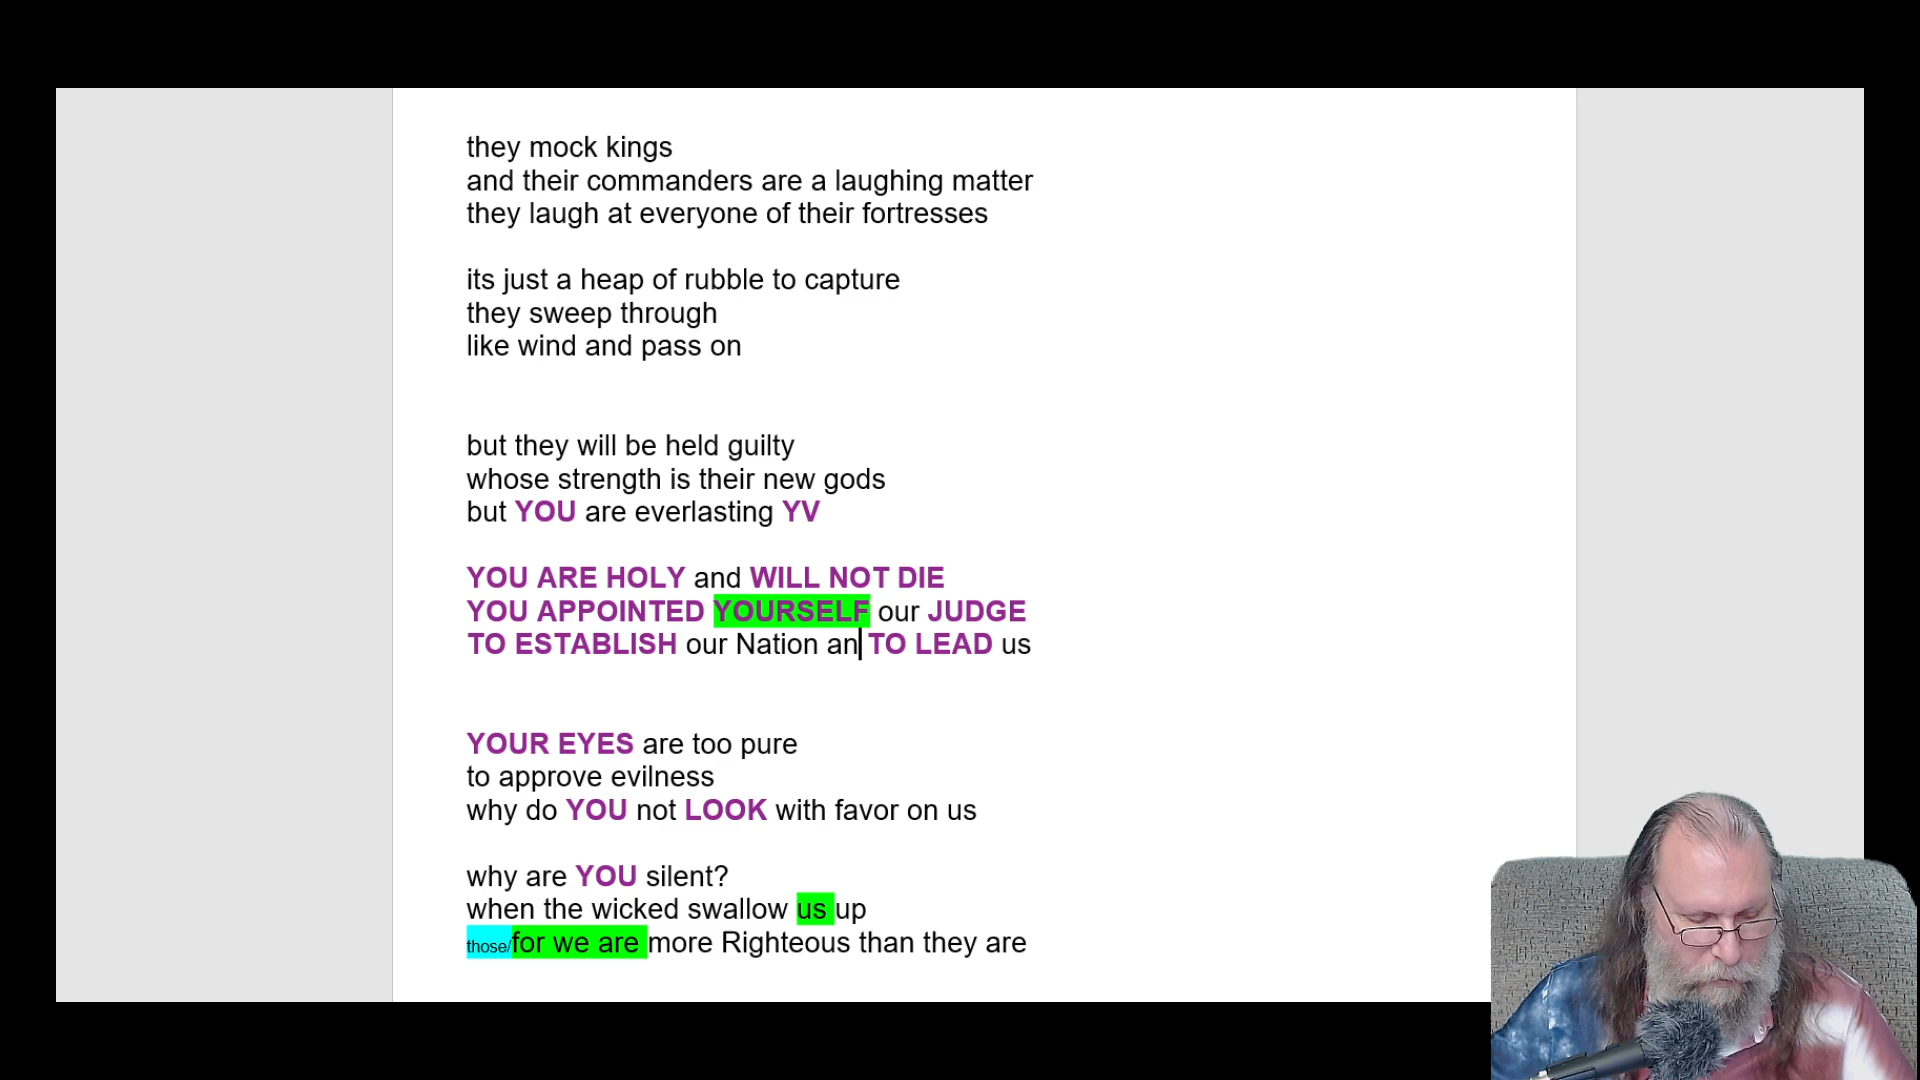 they mock kings
and their commanders are a laughing matter
they laugh at everyone of their fortresses
its just a heap of rubble to capture
they sweep through
like wind and pass on
but they will be held guilty
whose strength is their new gods
but YOU are everlasting YV
YOU ARE HOLY and WILL NOT DIE
YOU APPOINTED YOURSELF our JUDGE
TO ESTABLISH our Nation an TO LEAD us
YOUR EYES are too pure
to approve evilness
why do YOU not LOOK with favor on us
why are YOU silent?
when the wicked swallow us up
those/for we are more Righteous than they are